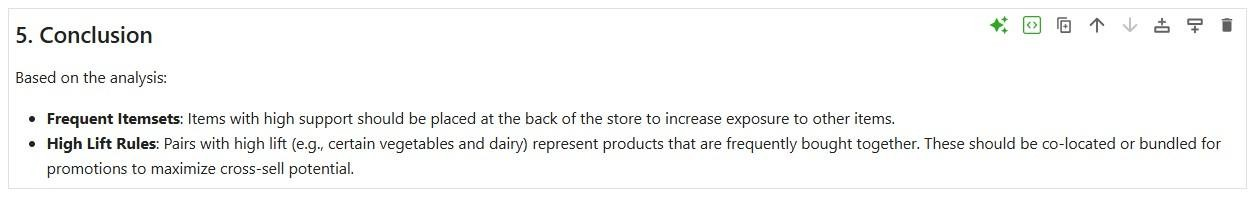 5. Conclusion
Based on the analysis:
• Frequent Itemsets: Items with high support should be placed at the back of the store to increase exposure to other items.
• High Lift Rules: Pairs with high lift (e.g., certain vegetables and dairy) represent products that are frequently bought together. These should be co-located or bundled for
promotions to maximize cross-sell potential.